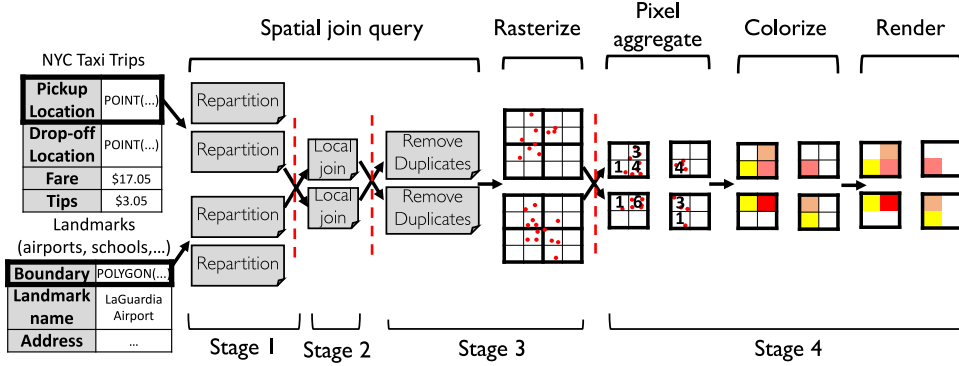 Spatial join query
Rasterize
Pixel
aggregate
Colorize
Render
NYC Taxi Trips
Pickup
Location
POINT(...)
Drop-off
Location
POINT(...)
Fare
$17.05
Tips
$3.05
Landmarks
(airports, schools,...)
Boundary
POLYGON(...)
Landmark
name
LaGuardia
Airport
Address
...
Repartition
Repartition
Repartition
Repartition
Local
join
Local
join
Remove
Duplicates
Remove
Duplicates
3
1 4
4
1 6
3
1
Stage 1
Stage 2
Stage 3
Stage 4